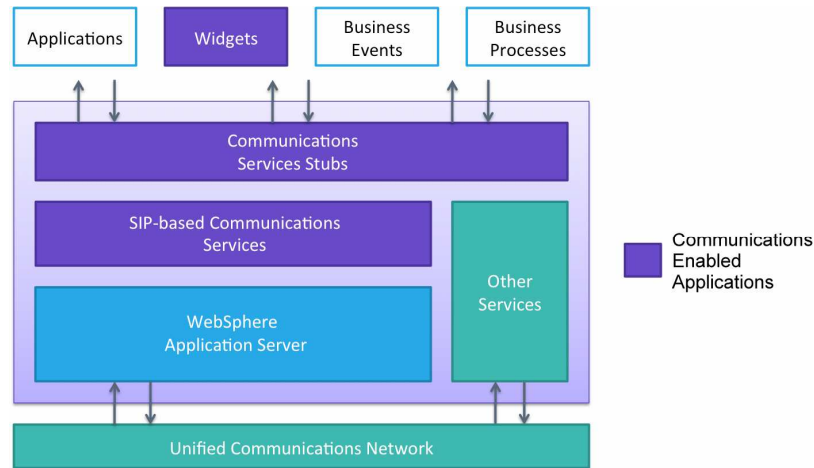 Applications
Widgets
Business
Events
Business
Processes
Communications
Services Stubs
SIP-based Communications
Services
Other
Services
WebSphere
Application Server
Unified Communications Network
Communications
Enabled
Applications